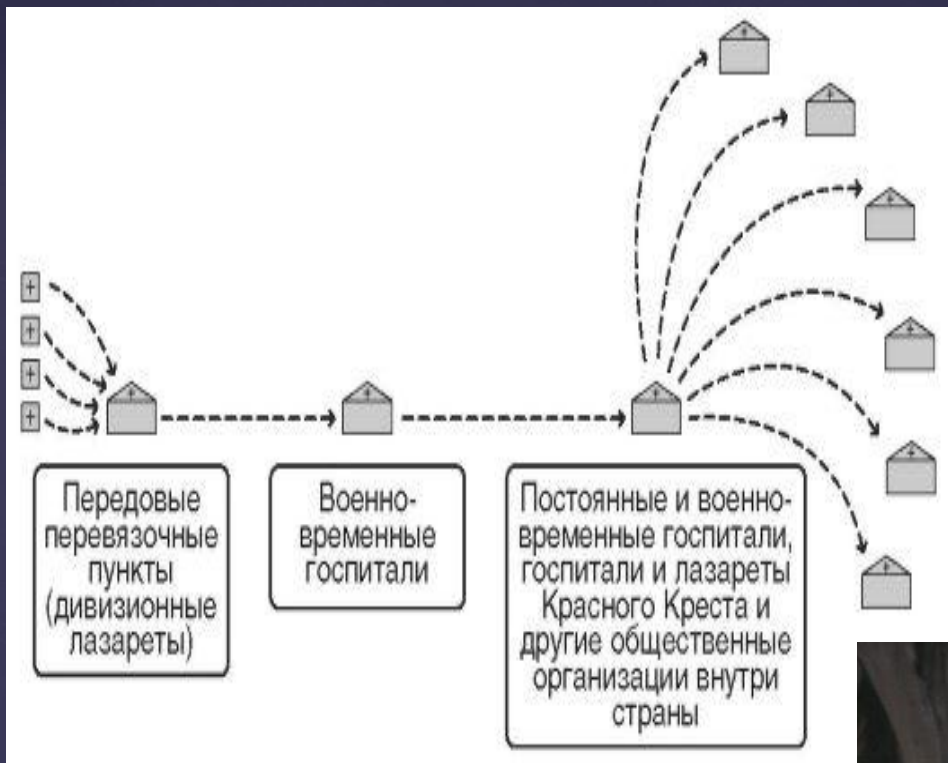 Передовые
перевязочные
пункты
(дивизионные
лазареты)
Военно-
временные
госпитали
Постоянные и военно-
временные госпитали,
госпитали и лазареты
Красного Креста и
другие общественные
организации внутри
страны